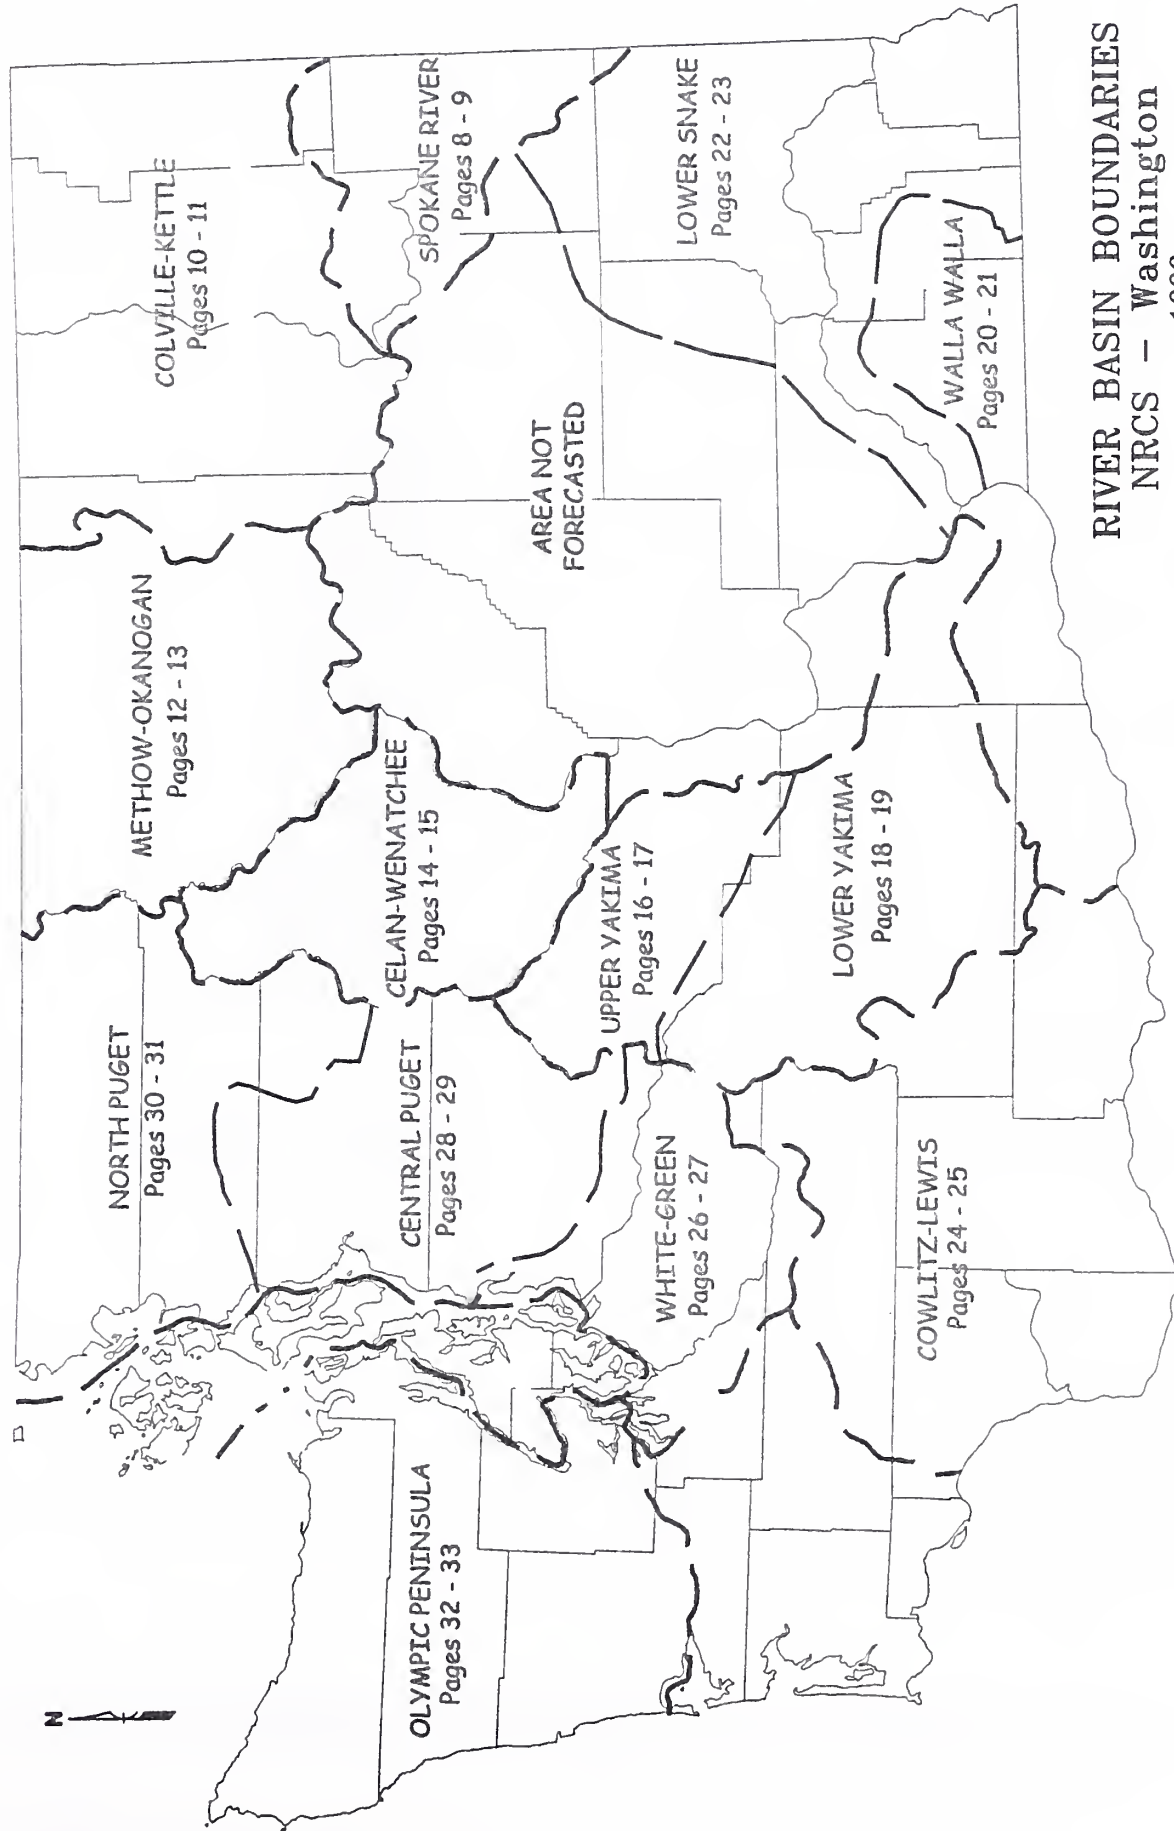 N
NORTH PUGET
Pages 30 - 31
METHOW-OKANOGAN
Pages 12 - 13
COLVILLE-KETTLE
Pages 10 - 11
OLYMPIC PENINSULA
Pages 32 - 33
CENTRAL PUGET
Pages 28 - 29
CELAN-WENATCHEE
Pages 14 - 15
SPOKANE RIVER
Pages 8 - 9
AREA NOT
FORECASTED
UPPER YAKIMA
Pages 16 - 17
WHITE-GREEN
Pages 26 - 27
LOWER SNAKE
Pages 22 - 23
LOWER YAKIMA
Pages 18 - 19
COWLITZ-LEWIS
Pages 24 - 25
WALLA WALLA
Pages 20 - 21
RIVER BASIN BOUNDARIES
NRCS - Washington